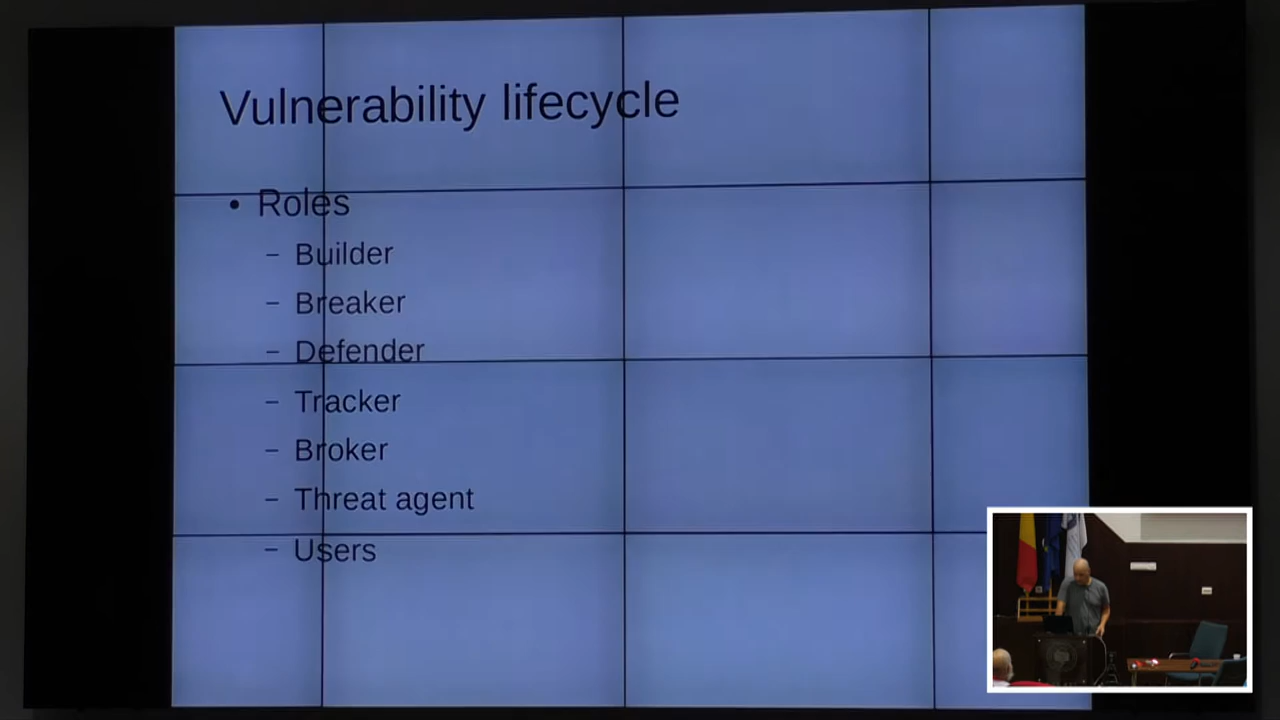 Vulnerability lifecycle
• Roles
– Builder
– Breaker
– Defender
– Tracker
– Broker
– Threat agent
– Users